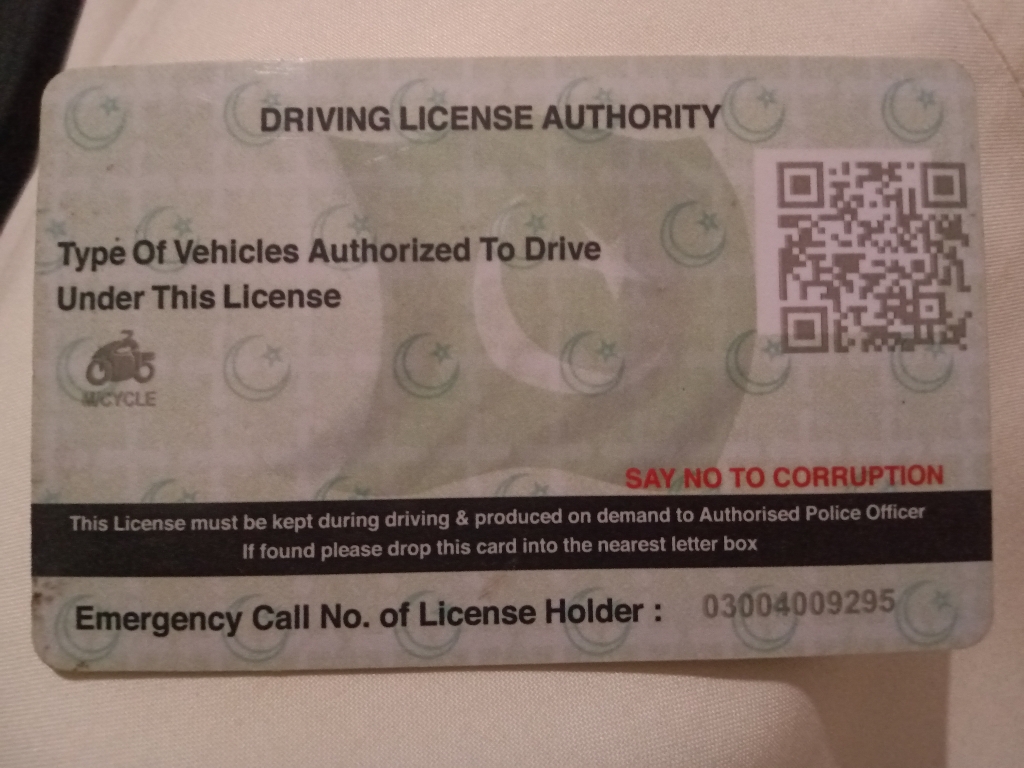 DRIVING LICENSE AUTHORITY
Type Of Vehicles Authorized To Drive
Under This License
M/CYCLE
SAY NO TO CORRUPTION
This License must be kept during driving & produced on demand to Authorised Police Officer
If found please drop this card into the nearest letter box
Emergency Call No. of License Holder : 03004009295